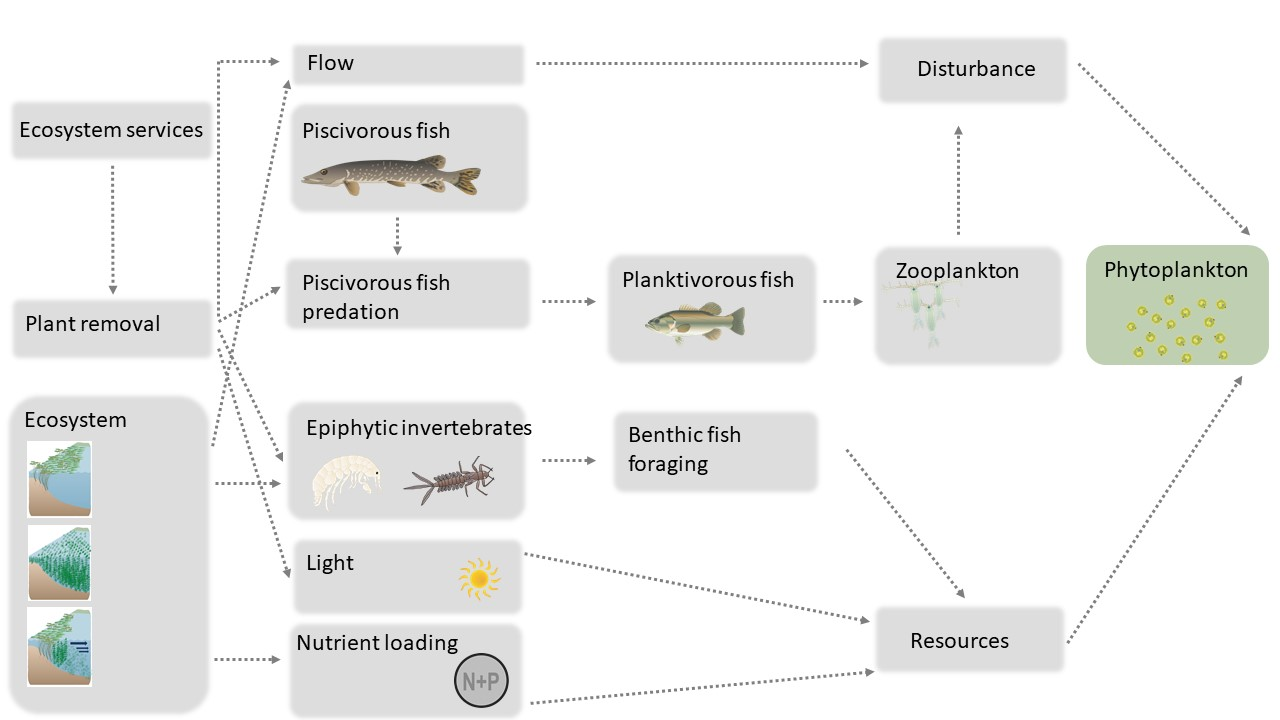 Flow
Disturbance
Ecosystem services
Piscivorous fish
Piscivorous fish
predation
Planktivorous fish
Zooplankton
Phytoplankton
Plant removal
Ecosystem
Epiphytic invertebrates
Benthic fish
foraging
Light
Nutrient loading
N+P
Resources